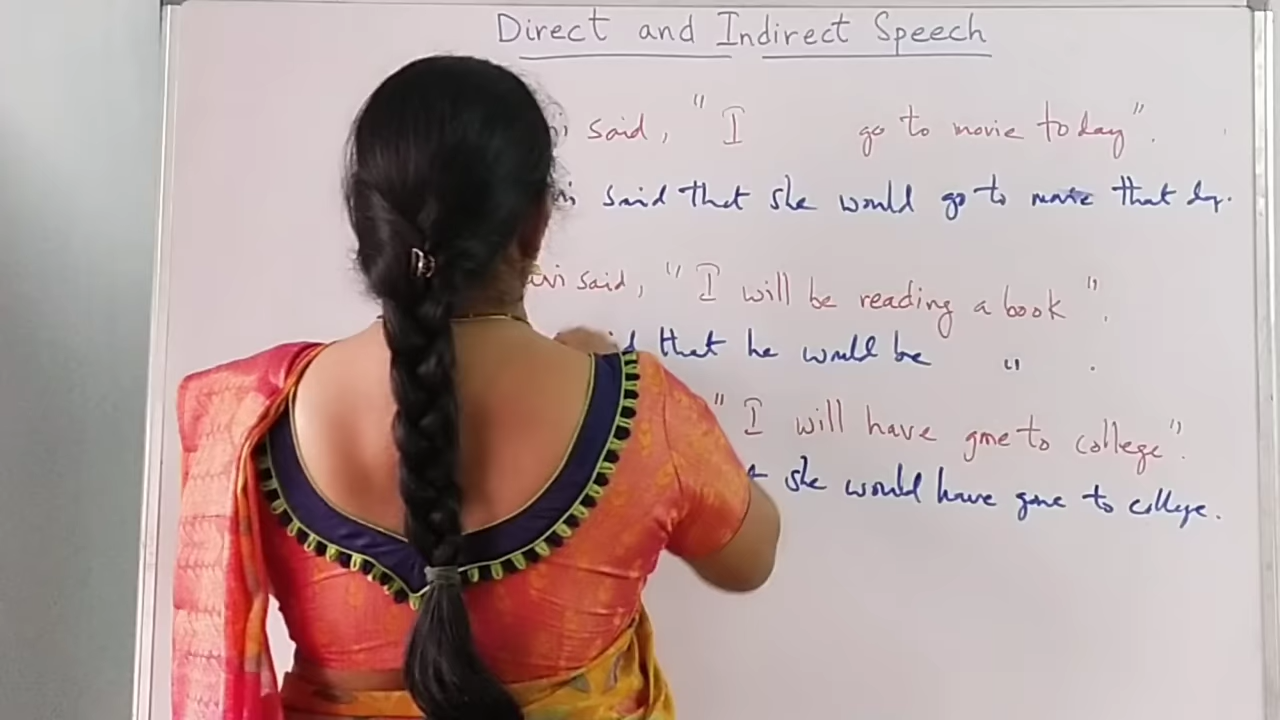 Direct and Indirect Speech
said, "I go to movie today".
said that she would go to movie that day.
said, "I will be reading a book".
that he would be " .
"I will have gone to college".
she would have gone to college.